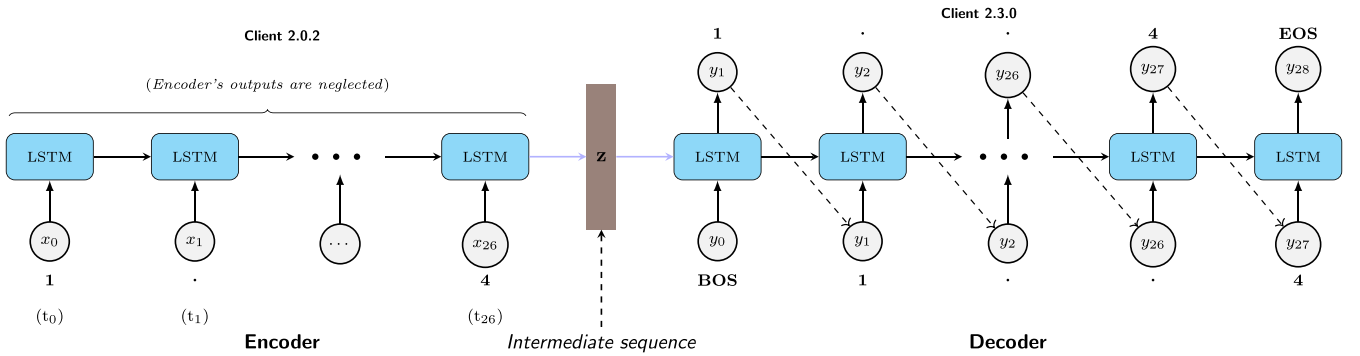 Client 2.0.2
Client 2.3.0
1 · · 4 EOS
(Encoder's outputs are neglected)
y1 y2 y26 y27 y28
LSTM LSTM • • • LSTM z LSTM LSTM • • • LSTM LSTM
x0 x1 ... x26 y0 y1 y2 y26 y27
1 · 4 BOS 1 · · 4
(t0) (t1) (t26)
Encoder Intermediate sequence Decoder